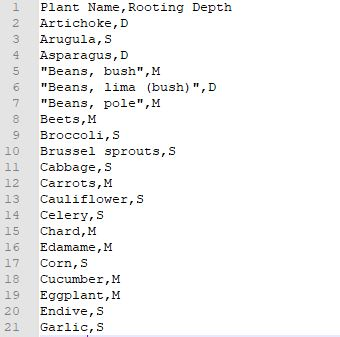 1 Plant Name,Rooting Depth
2 Artichoke,D
3 Arugula,S
4 Asparagus,D
5 "Beans, bush",M
6 "Beans, lima (bush)",D
7 "Beans, pole",M
8 Beets,M
9 Broccoli,S
10 Brussel sprouts,S
11 Cabbage,S
12 Carrots,M
13 Cauliflower,S
14 Celery,S
15 Chard,M
16 Edamame,M
17 Corn,S
18 Cucumber,M
19 Eggplant,M
20 Endive,S
21 Garlic,S